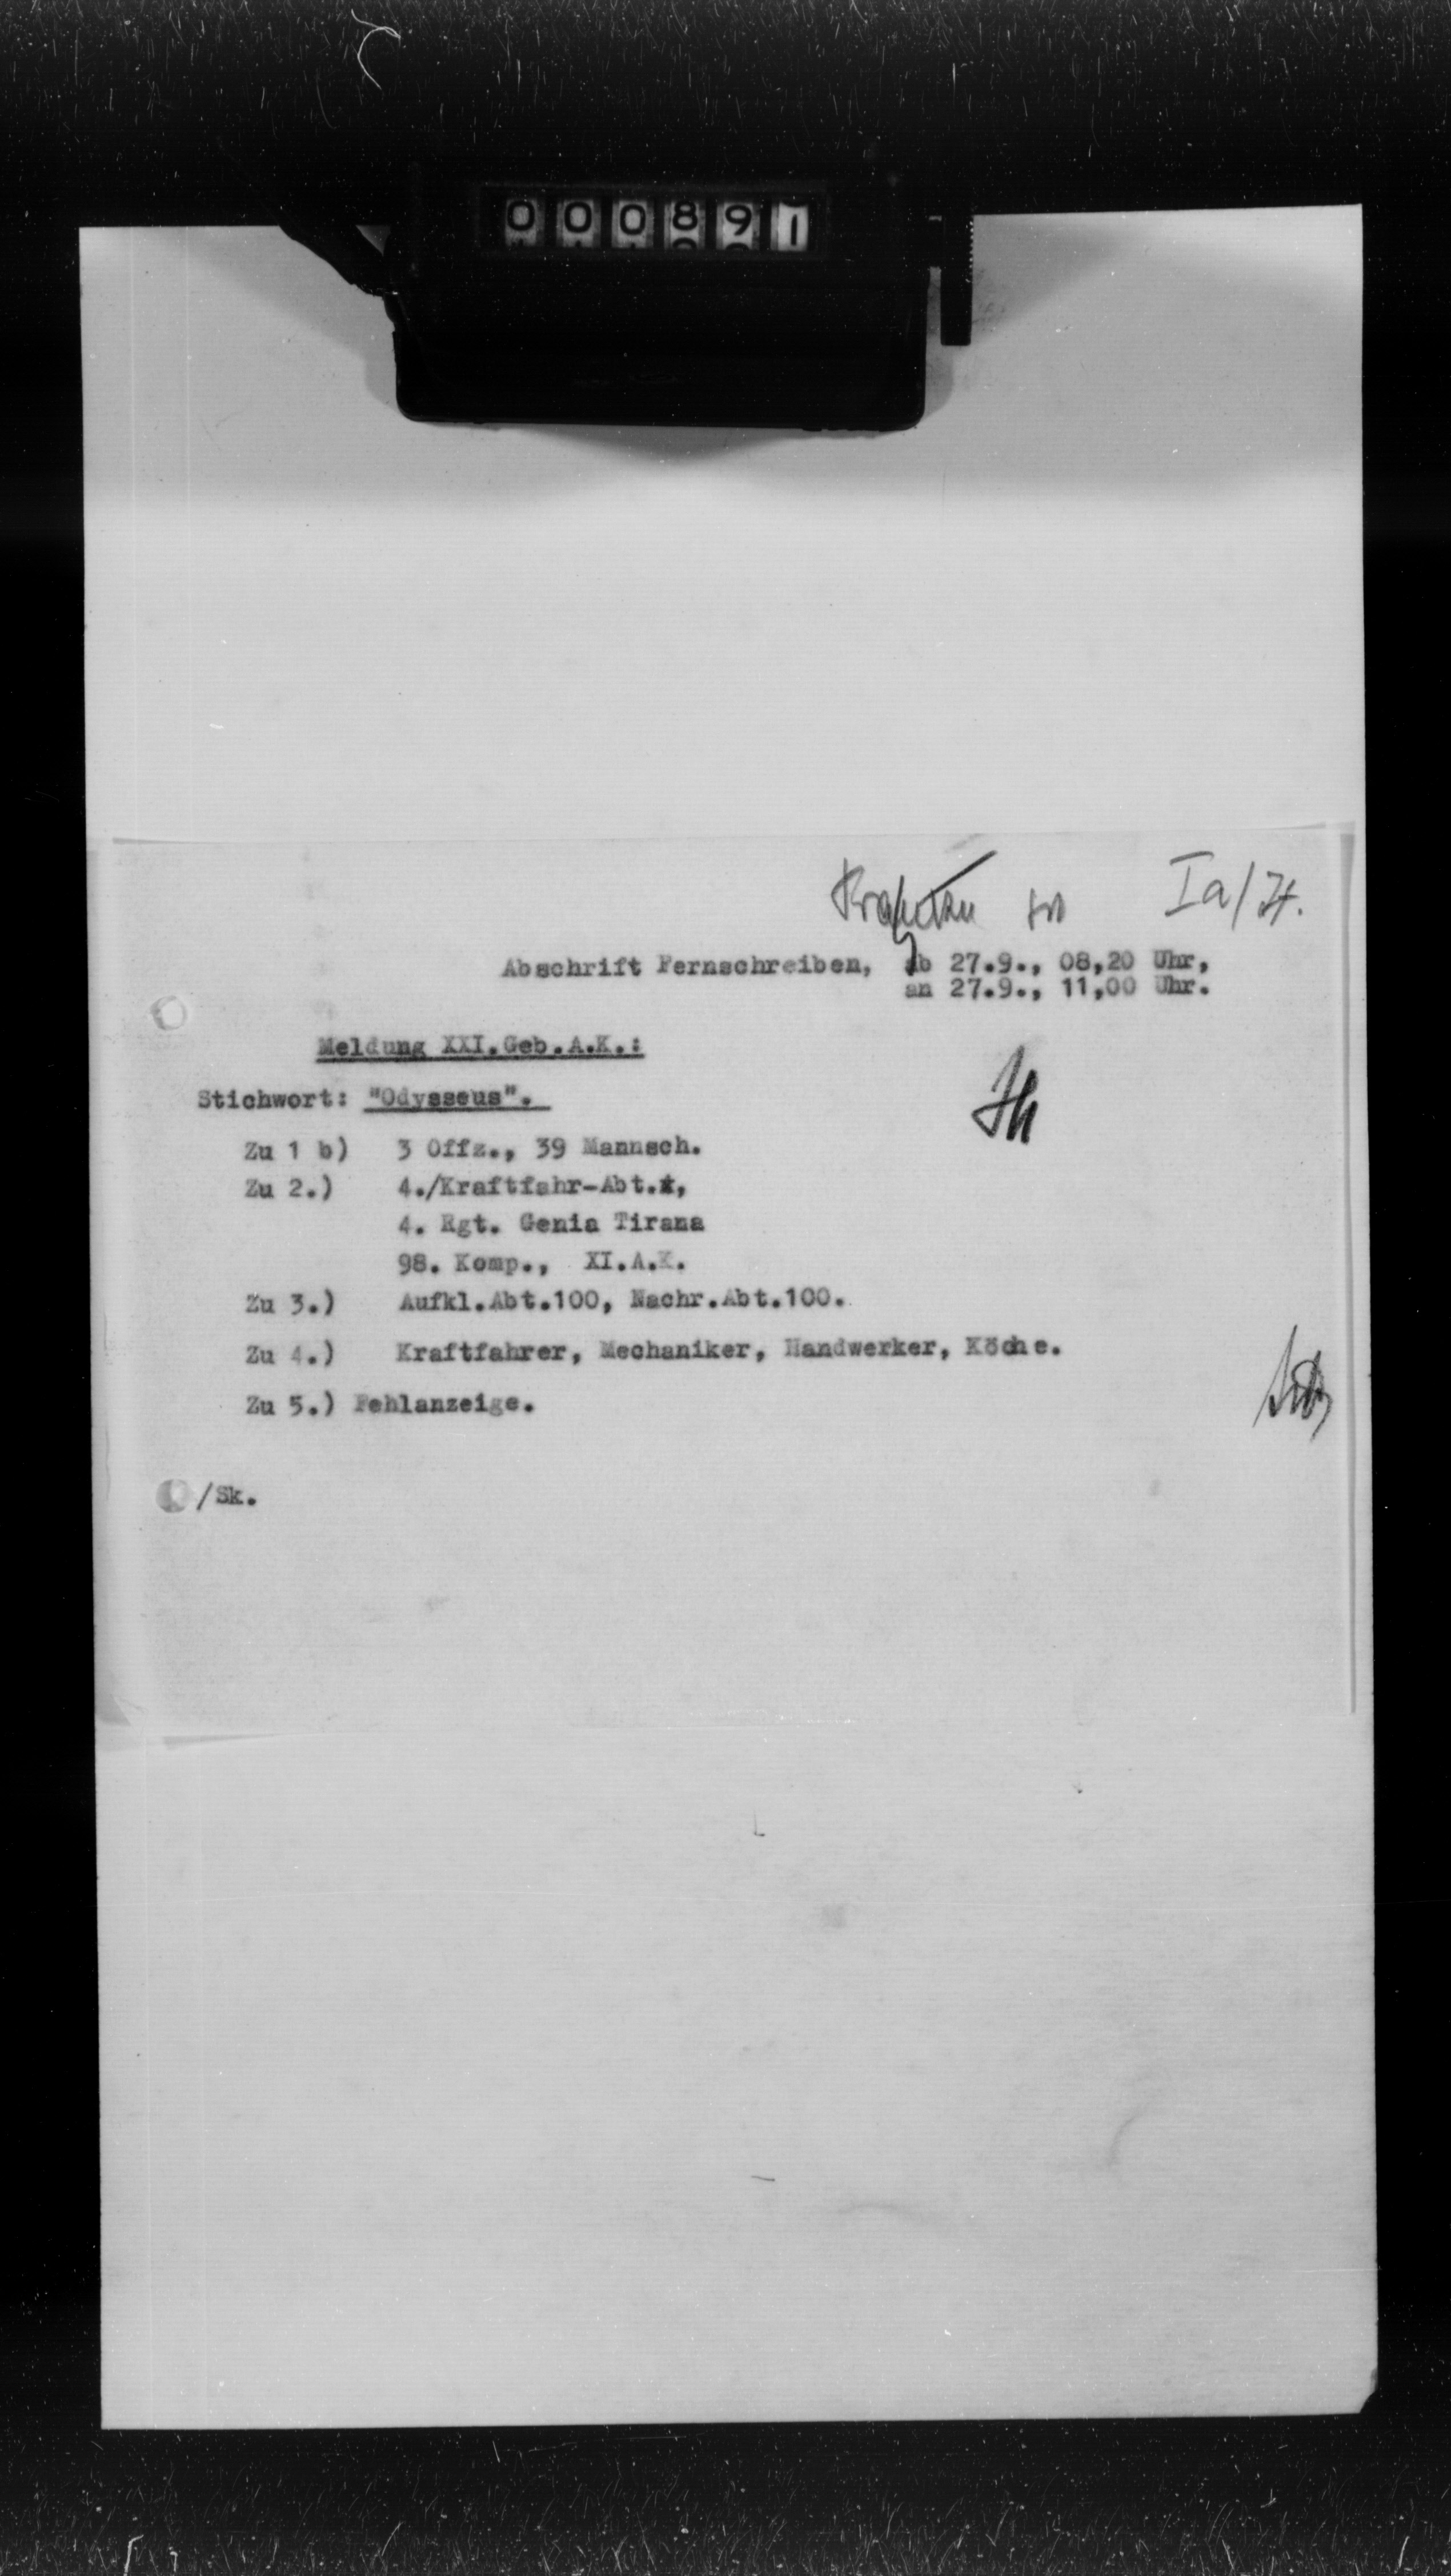 000891
Ia/
Abschrift Fernschreiben, ab 27.9., 08,20 Uhr,
an 27.9., 11,00 Uhr.
Meldung XXI.Geb.A.K.:
Stichwort: "Odysseus".
Zu 1 b) 3 Offz., 39 Mannsch.
Zu 2.) 4./Kraftfahr-Abt.,
4. Rgt. Genia Tirana
98. Komp., XI.A.K.
Zu 3.) Aufkl.Abt.100, Nachr.Abt.100.
Zu 4.) Kraftfahrer, Mechaniker, Handwerker, Köche.
Zu 5.) Fehlanzeige.
/Sk.